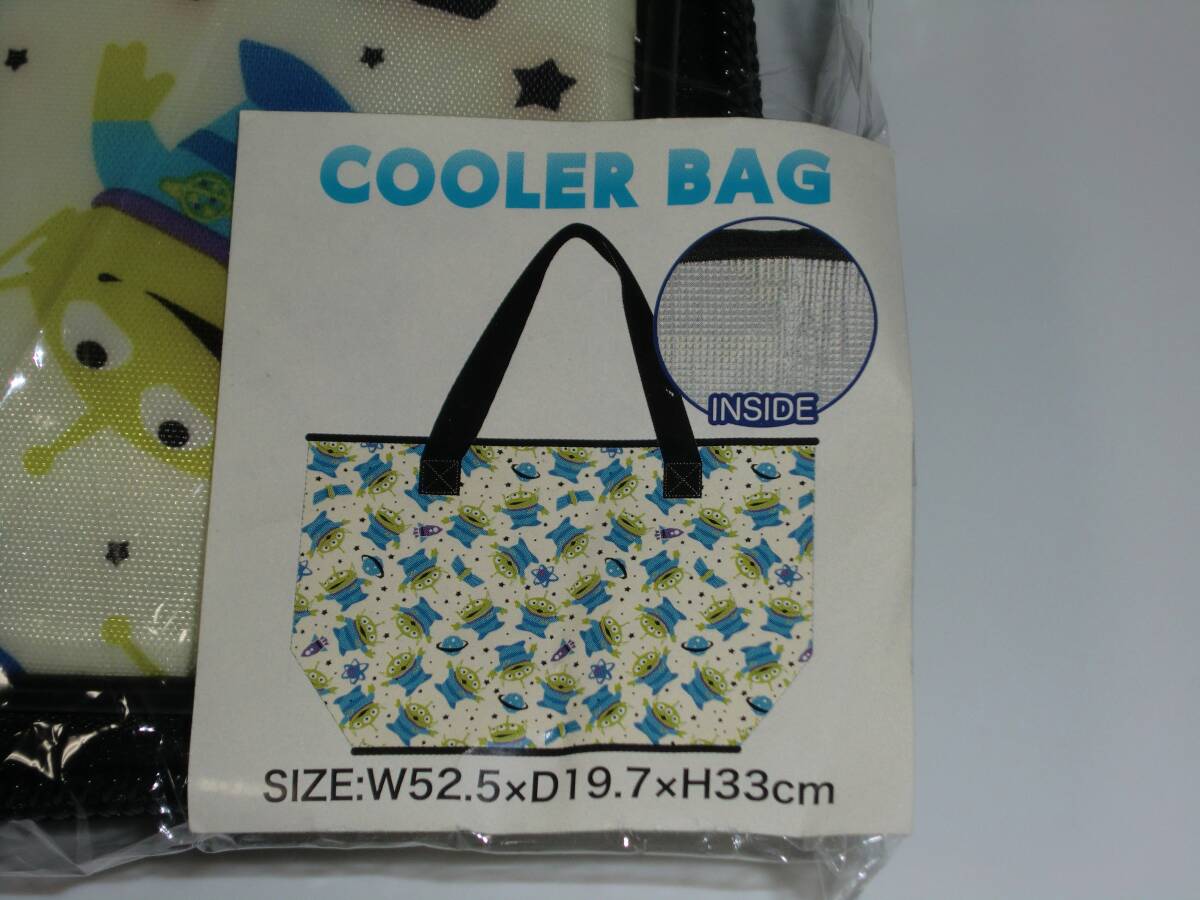 COOLER BAG
INSIDE
SIZE:W52.5×D19.7×H33cm